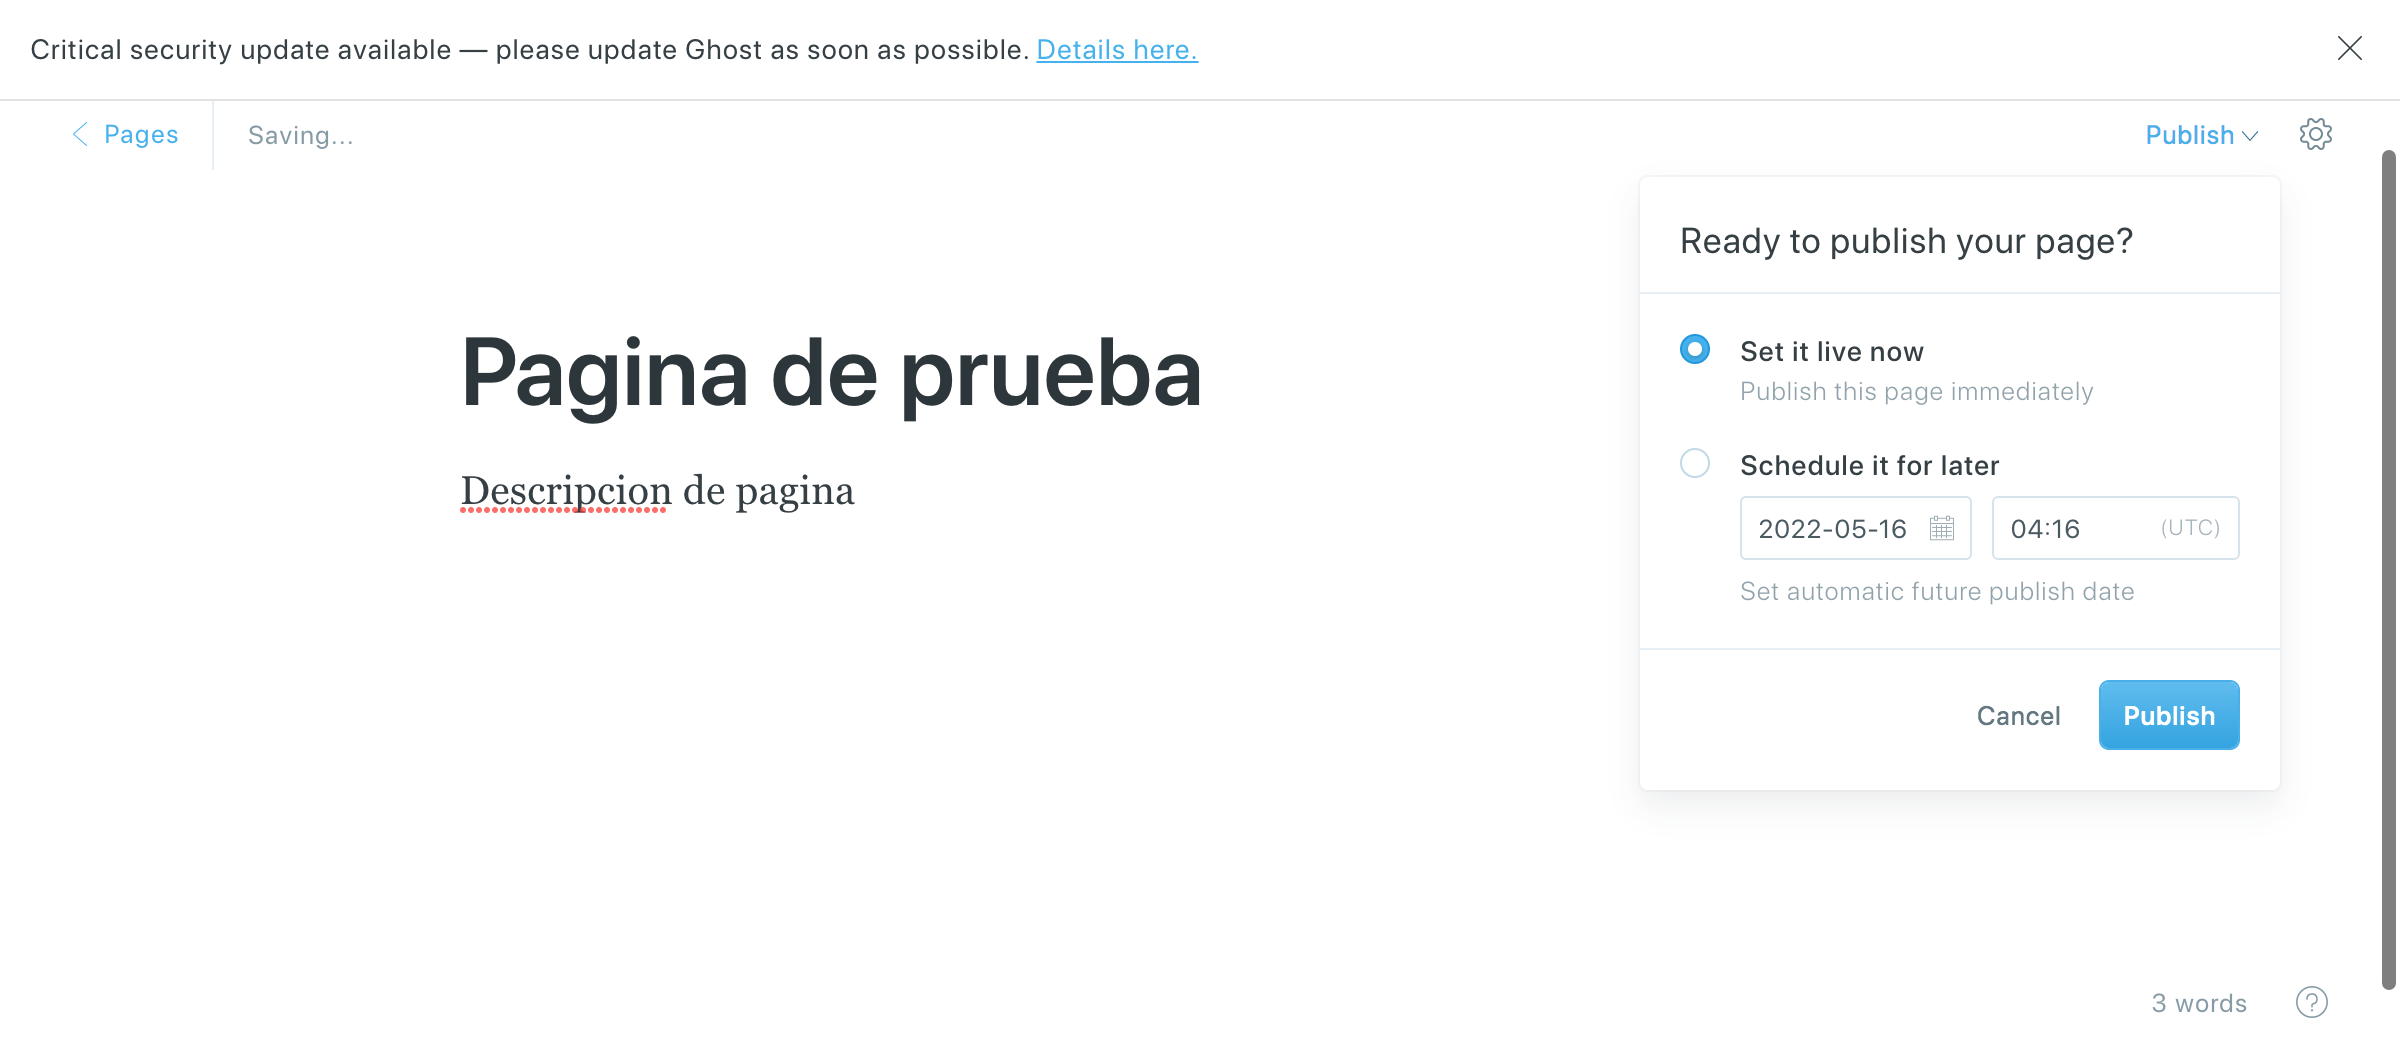 Critical security update available — please update Ghost as soon as possible. Details here.
Pages
Saving...
Publish
Ready to publish your page?
Set it live now
Publish this page immediately
Schedule it for later
2022-05-16
04:16 (UTC)
Set automatic future publish date
Cancel
Publish
Pagina de prueba
Descripcion de pagina
3 words
?